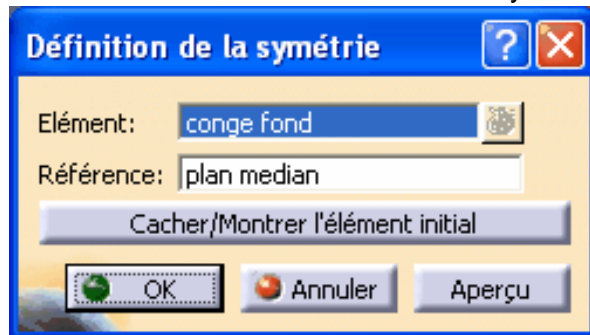 Définition de la symétrie ?
Elément: conge fond
Référence: plan median
Cacher/Montrer l'élément initial
OK Annuler Aperçu